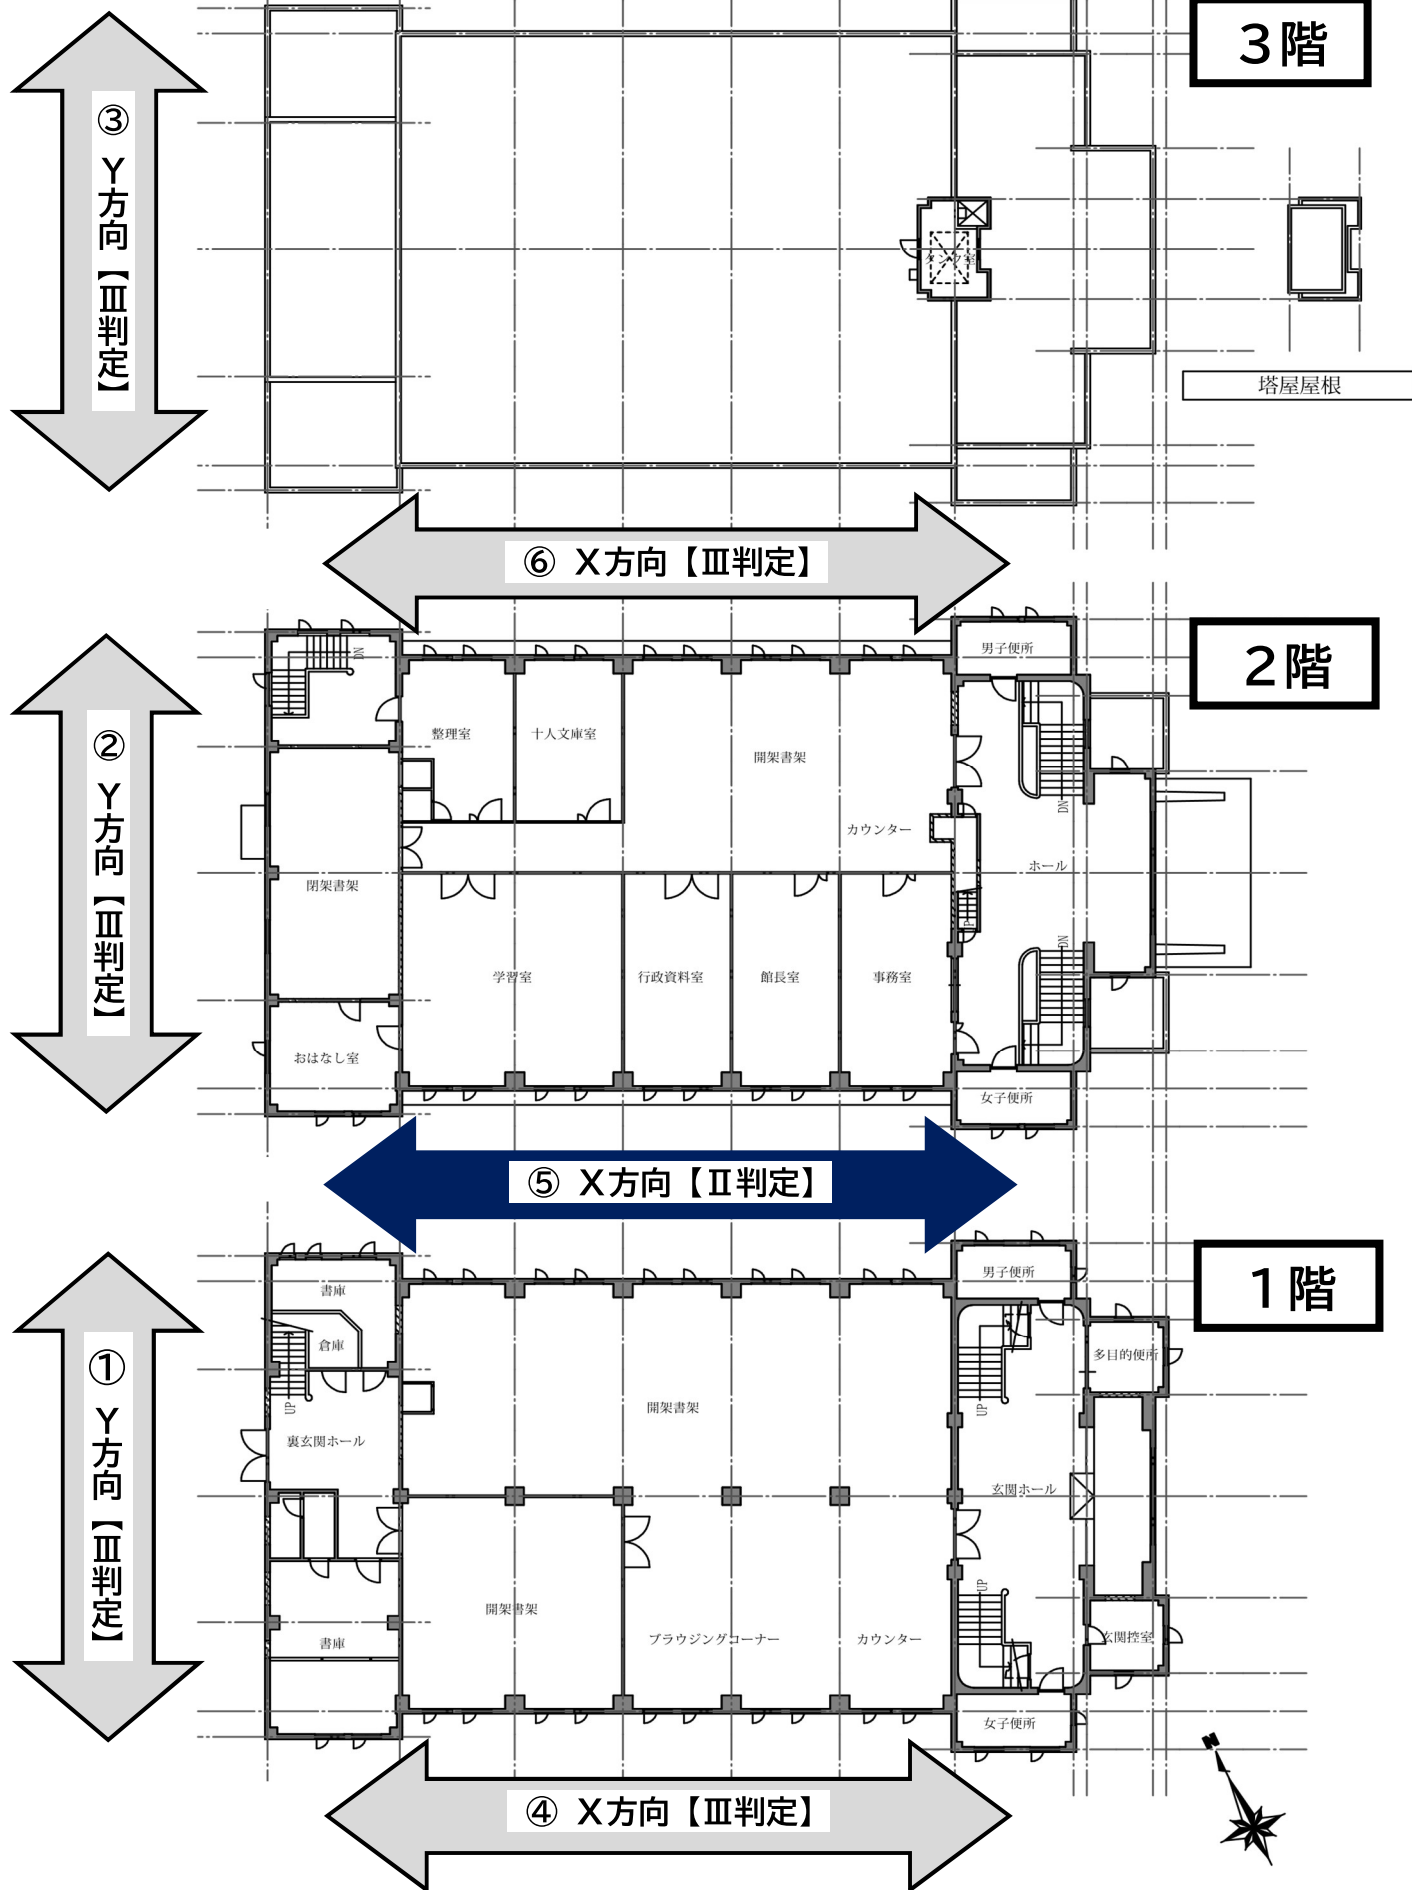 3階
③ Y方向【Ⅲ判定】
タンク室
塔屋屋根
⑥ X方向【Ⅲ判定】
2階
② Y方向【Ⅲ判定】
DN
男子便所
整理室
十人文庫室
開架書架
カウンター
DN
ホール
閉架書架
P
DN
学習室
行政資料室
館長室
事務室
おはなし室
女子便所
⑤ X方向【Ⅱ判定】
1階
① Y方向【Ⅲ判定】
男子便所
書庫
倉庫
多目的便所
UP
UP
開架書架
裏玄関ホール
玄関ホール
UP
開架書架
ブラウジングコーナー
カウンター
玄関控室
書庫
女子便所
N
④ X方向【Ⅲ判定】